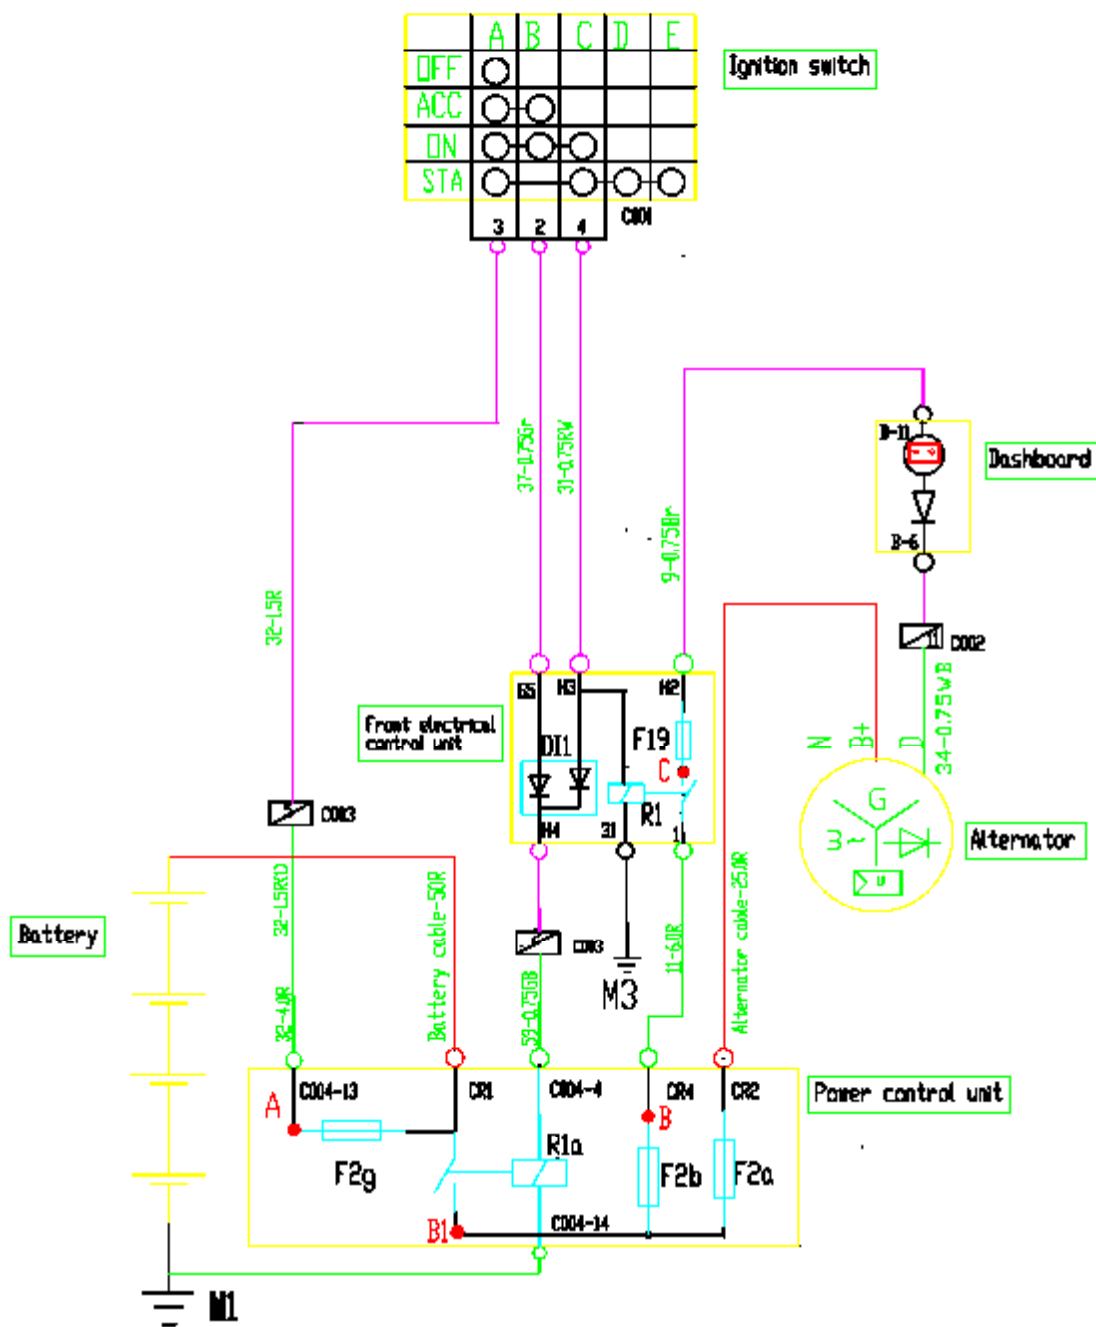 A B C D E
Ignition switch
OFF
ACC
ON
STA
3 2 4
C001
37-0.75Gr
31-0.75RW
9-0.75Br
32-1.5R
B-11
Dashboard
B-6
11
C002
34-0.75WB
Front electrical
control unit
G5
H3
H2
DI1
F19
C
R1
H4
31
1
N
B+
D
G
3~
Alternator
C003
32-1.5RD
32-4.0R
Battery cable-50R
C003
59-0.75GB
M3
11-6.0R
Alternator cable-25.0R
Battery
Power control unit
A
C004-13
CR1
C004-4
CR4
CR2
B
F2g
R1a
F2b
F2a
B1
C004-14
M1